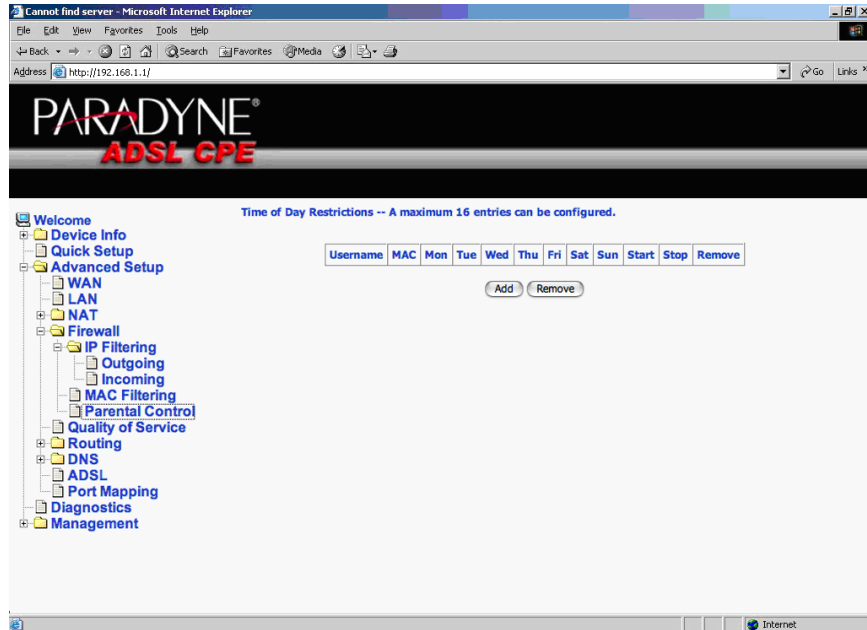 Cannot find server - Microsoft Internet Explorer
File Edit View Favorites Tools Help
Back Search Favorites Media
Address http://192.168.1.1/ Go Links »
PARADYNE®
ADSL CPE
Time of Day Restrictions -- A maximum 16 entries can be configured.
Username MAC Mon Tue Wed Thu Fri Sat Sun Start Stop Remove
Add Remove
Welcome
Device Info
Quick Setup
Advanced Setup
WAN
LAN
NAT
Firewall
IP Filtering
Outgoing
Incoming
MAC Filtering
Parental Control
Quality of Service
Routing
DNS
ADSL
Port Mapping
Diagnostics
Management
Internet